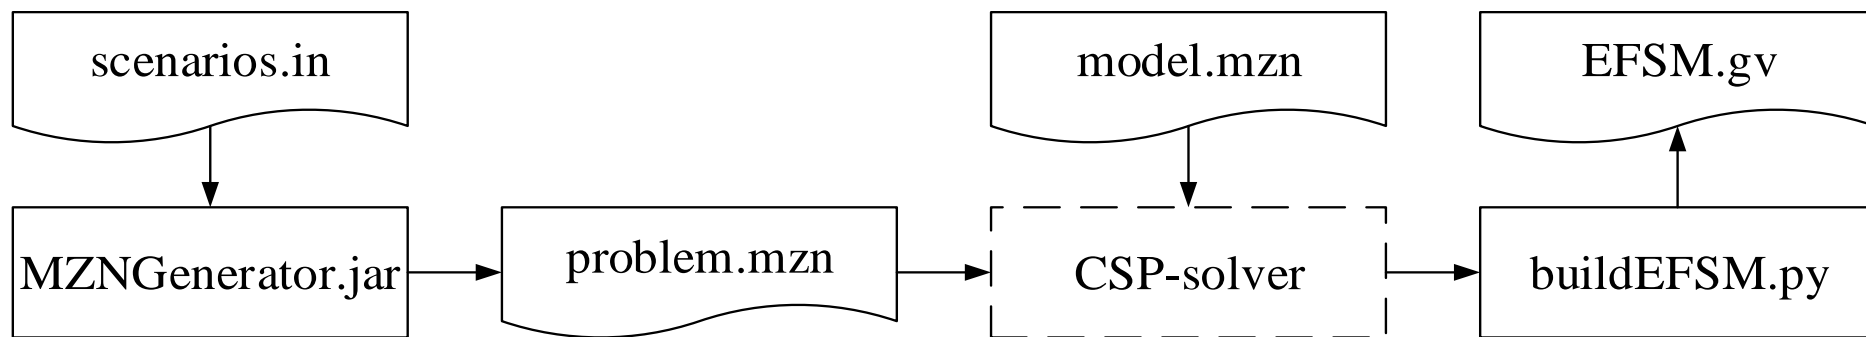 scenarios.in
model.mzn
EFSM.gv
MZNGenerator.jar
problem.mzn
CSP-solver
buildEFSM.py